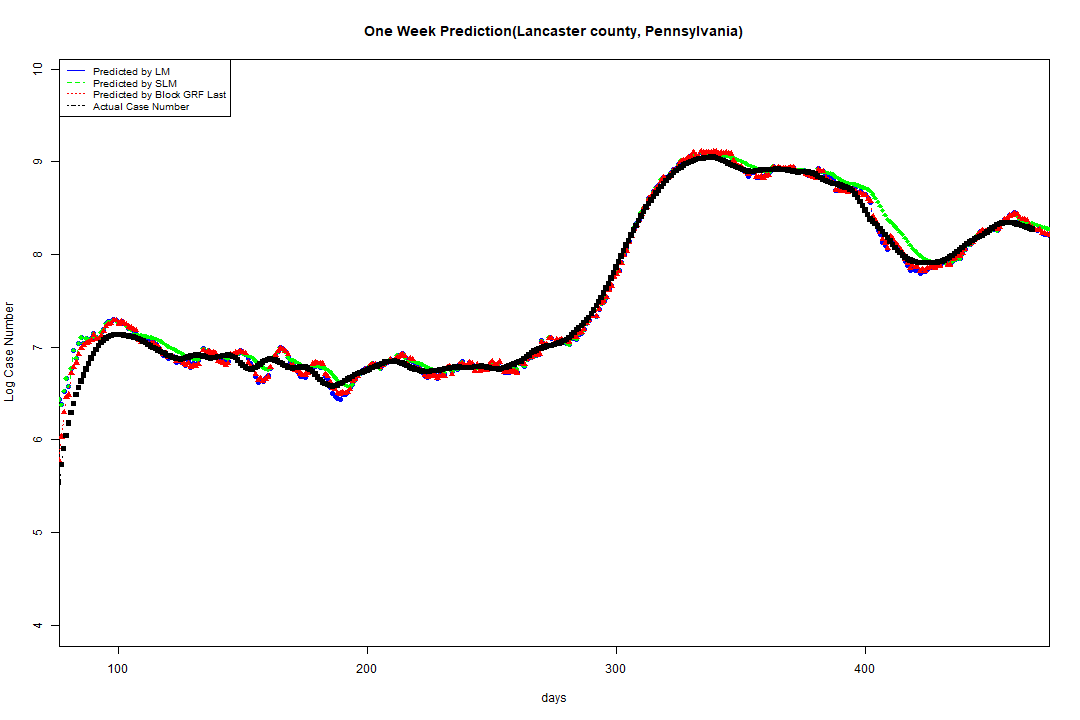 One Week Prediction(Lancaster county, Pennsylvania)
Predicted by LM
Predicted by SLM
Predicted by Block GRF Last
Actual Case Number
10
9
8
7
6
5
4
Log Case Number
100 200 300 400
days